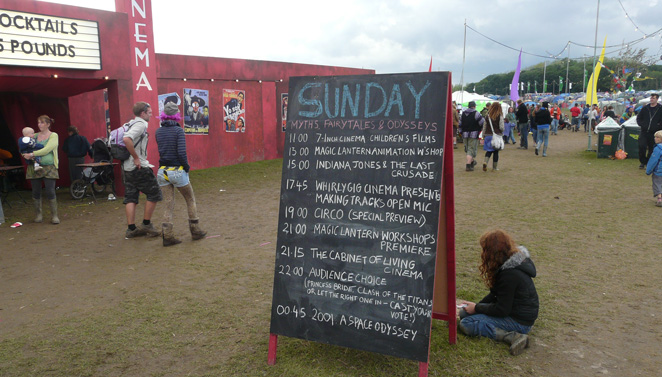 OCKTAILS
5 POUNDS
NEMA
SUNDAY
MYTHS, FAIRYTALES & ODYSSEYS
11 00 7-INCH CINEMA CHILDREN'S FILMS
15 00 MAGIC LANTERN ANIMATION W SHOP
15 00 INDIANA JONES & THE LAST
CRUSADE
17 45 WHIRLYGIG CINEMA PRESENTS
MAKING TRACKS OPEN MIC
19 00 CIRCO (SPECIAL PREVIEW)
21 00 MAGIC LANTERN WORKSHOPS
PREMIERE
21.15 THE CABINET OF LIVING
CINEMA
22.00 AUDIENCE CHOICE
(PRINCESS BRIDE, CLASH OF THE TITANS
OR LET THE RIGHT ONE IN - CAST YOUR
VOTE!)
00.45 2001 A SPACE ODYSSEY